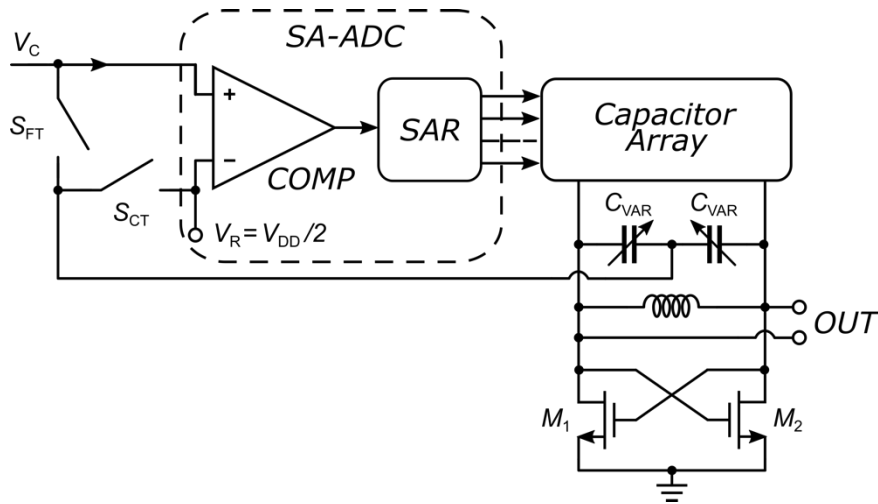 SA-ADC
V_C
+
SAR
Capacitor
Array
S_FT
−
COMP
C_VAR
C_VAR
S_CT
V_R = V_DD /2
OUT
M_1
M_2